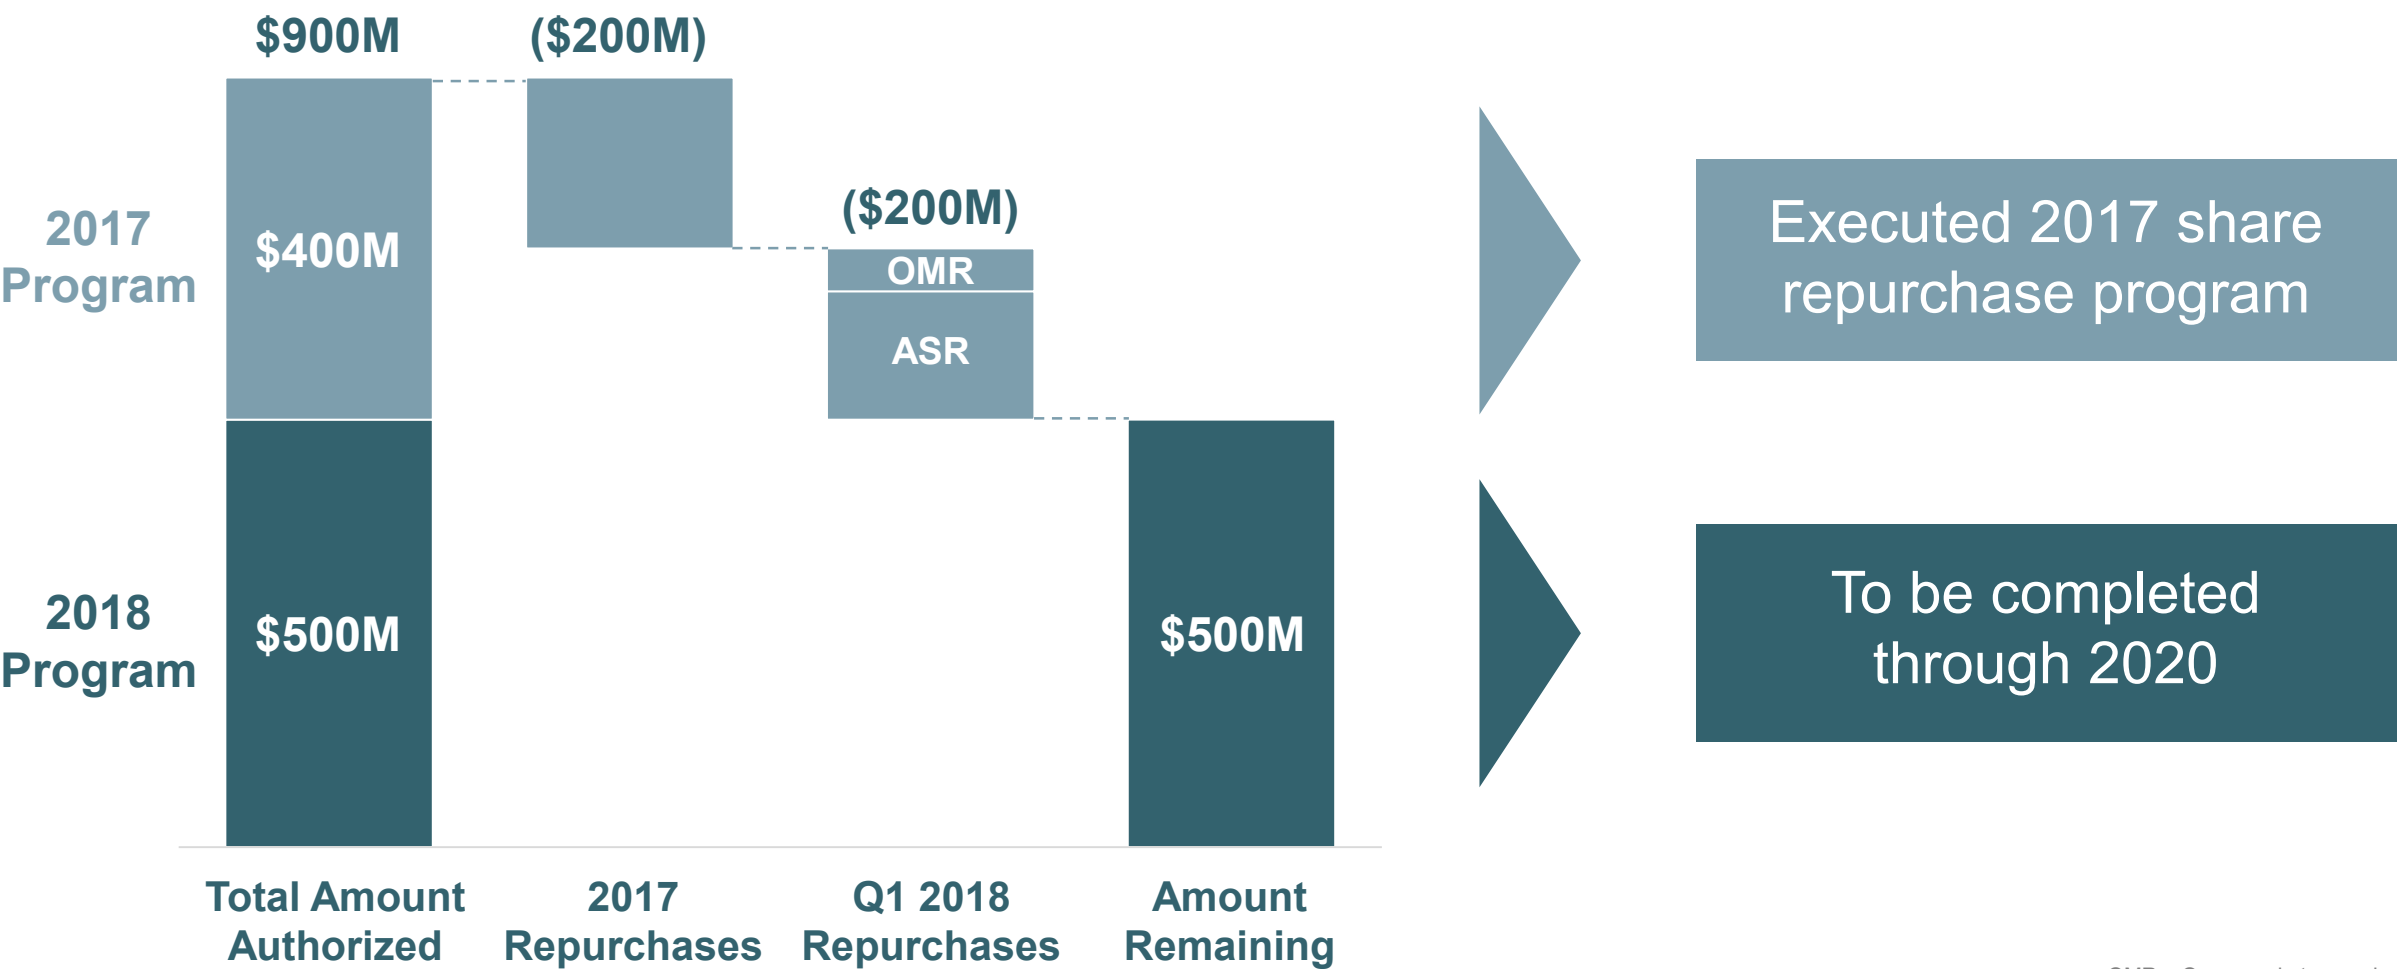 $900M
($200M)
($200M)
2017
Program
$400M
OMR
ASR
Executed 2017 share
repurchase program
2018
Program
$500M
$500M
To be completed
through 2020
Total Amount
Authorized
2017
Repurchases
Q1 2018
Repurchases
Amount
Remaining